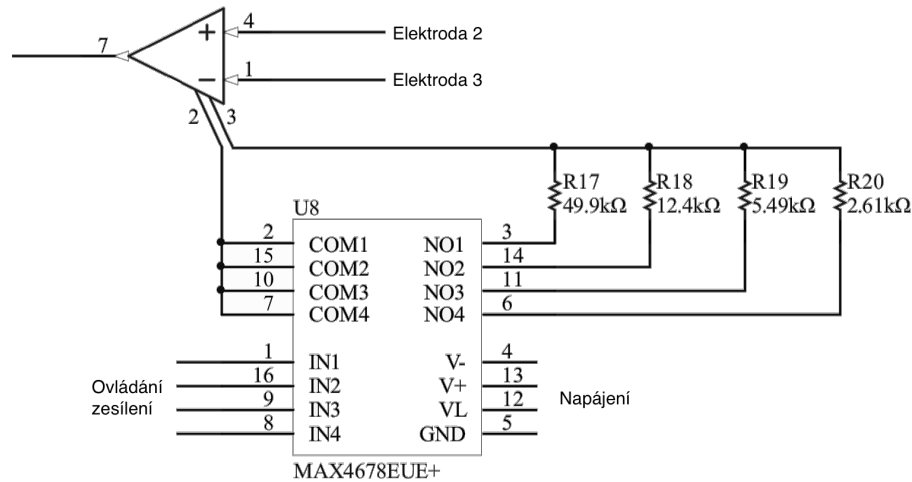 4
+
Elektroda 2
7
1
−
Elektroda 3
2
3
R17
49.9kΩ
R18
12.4kΩ
R19
5.49kΩ
R20
2.61kΩ
U8
2 COM1 NO1 3
15 COM2 NO2 14
10 COM3 NO3 11
7 COM4 NO4 6
1 IN1 V- 4
16 IN2 V+ 13
9 IN3 VL 12
8 IN4 GND 5
Ovládání
zesílení
Napájení
MAX4678EUE+